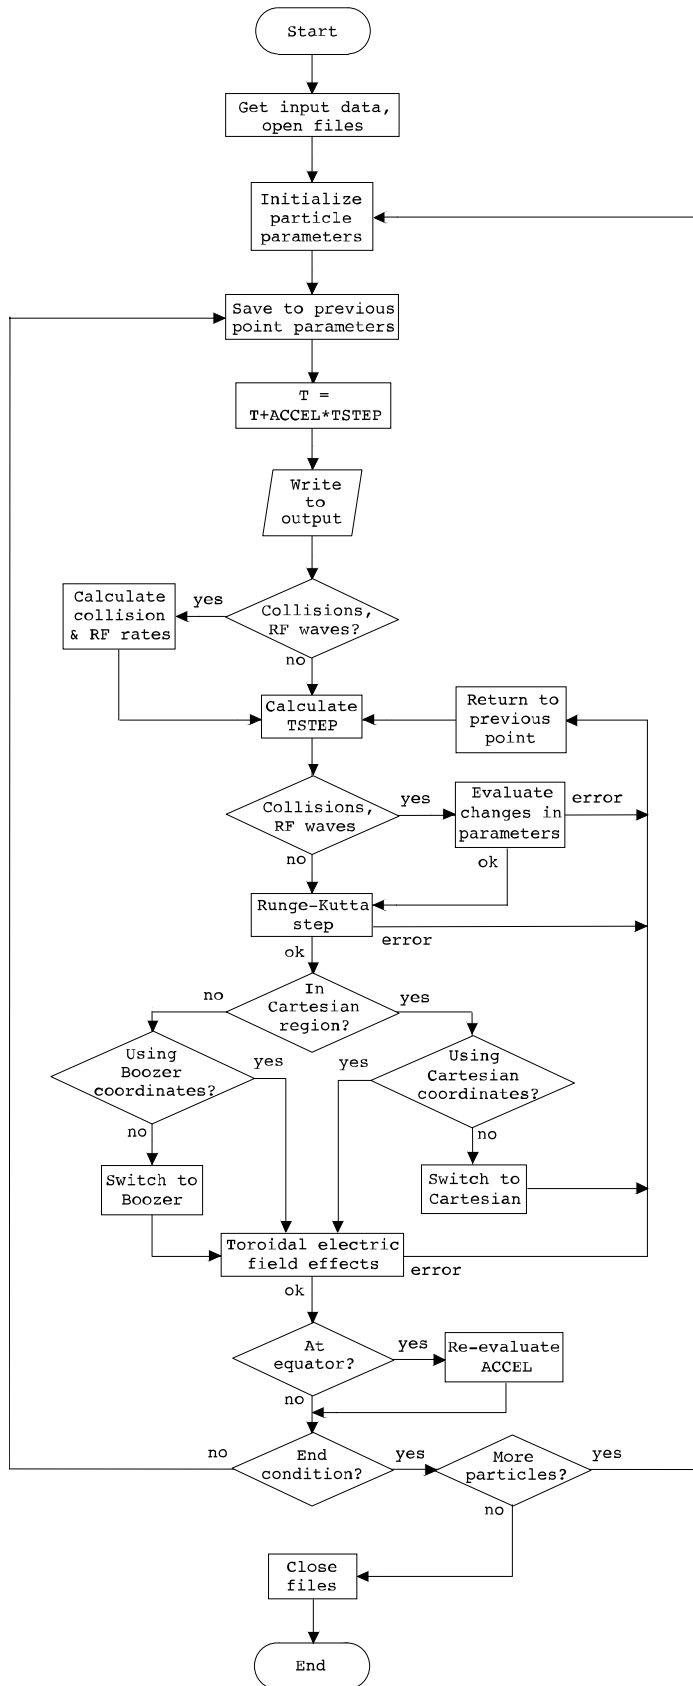 Start
Get input data,
open files
Initialize
particle
parameters
Save to previous
point parameters
T =
T+ACCEL*TSTEP
Write
to
output
Calculate
collision
& RF rates
yes
Collisions,
RF waves?
no
Calculate
TSTEP
Return to
previous
point
Collisions,
RF waves
yes
Evaluate
changes in
parameters
error
no
ok
Runge-Kutta
step
error
ok
In
Cartesian
region?
no
yes
Using
Boozer
coordinates?
yes
yes
Using
Cartesian
coordinates?
no
no
Switch to
Boozer
Switch to
Cartesian
Toroidal electric
field effects
error
ok
At
equator?
yes
Re-evaluate
ACCEL
no
no
End
condition?
yes
More
particles?
yes
no
Close
files
End